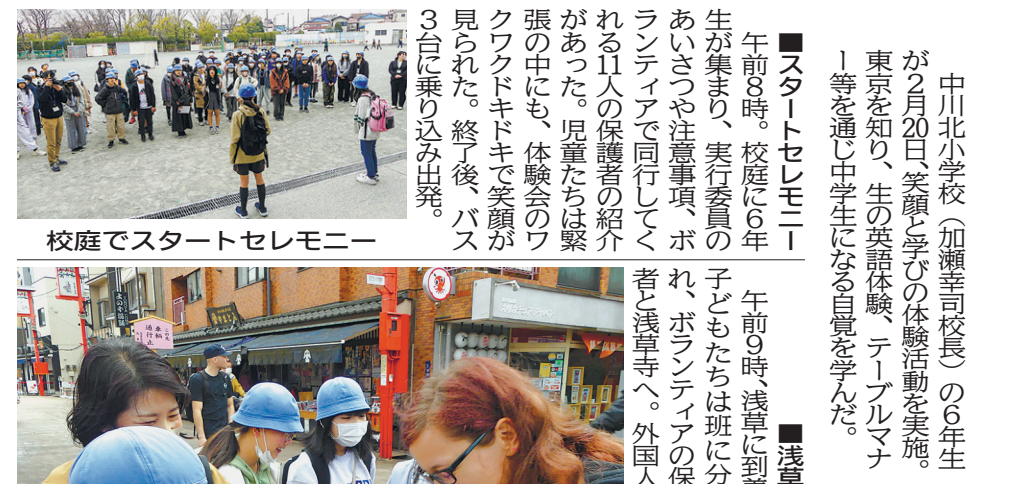 中川北小学校（加瀬幸司校長）の６年生
が２月20日、笑顔と学びの体験活動を実施。
東京を知り、生の英語体験、テーブルマナ
ー等を通じ中学生になる自覚を学んだ。
■スタートセレモニー
午前８時。校庭に６年
生が集まり、実行委員の
あいさつや注意事項、ボ
ランティアで同行してく
れる11人の保護者の紹介
があった。児童たちは緊
張の中にも、体験会のワ
クワクドキドキで笑顔が
見られた。終了後、バス
３台に乗り込み出発。
校庭でスタートセレモニー
■浅草
午前９時、浅草に到着
子どもたちは班に分
れ、ボランティアの保
者と浅草寺へ。外国人
車輌
通行止